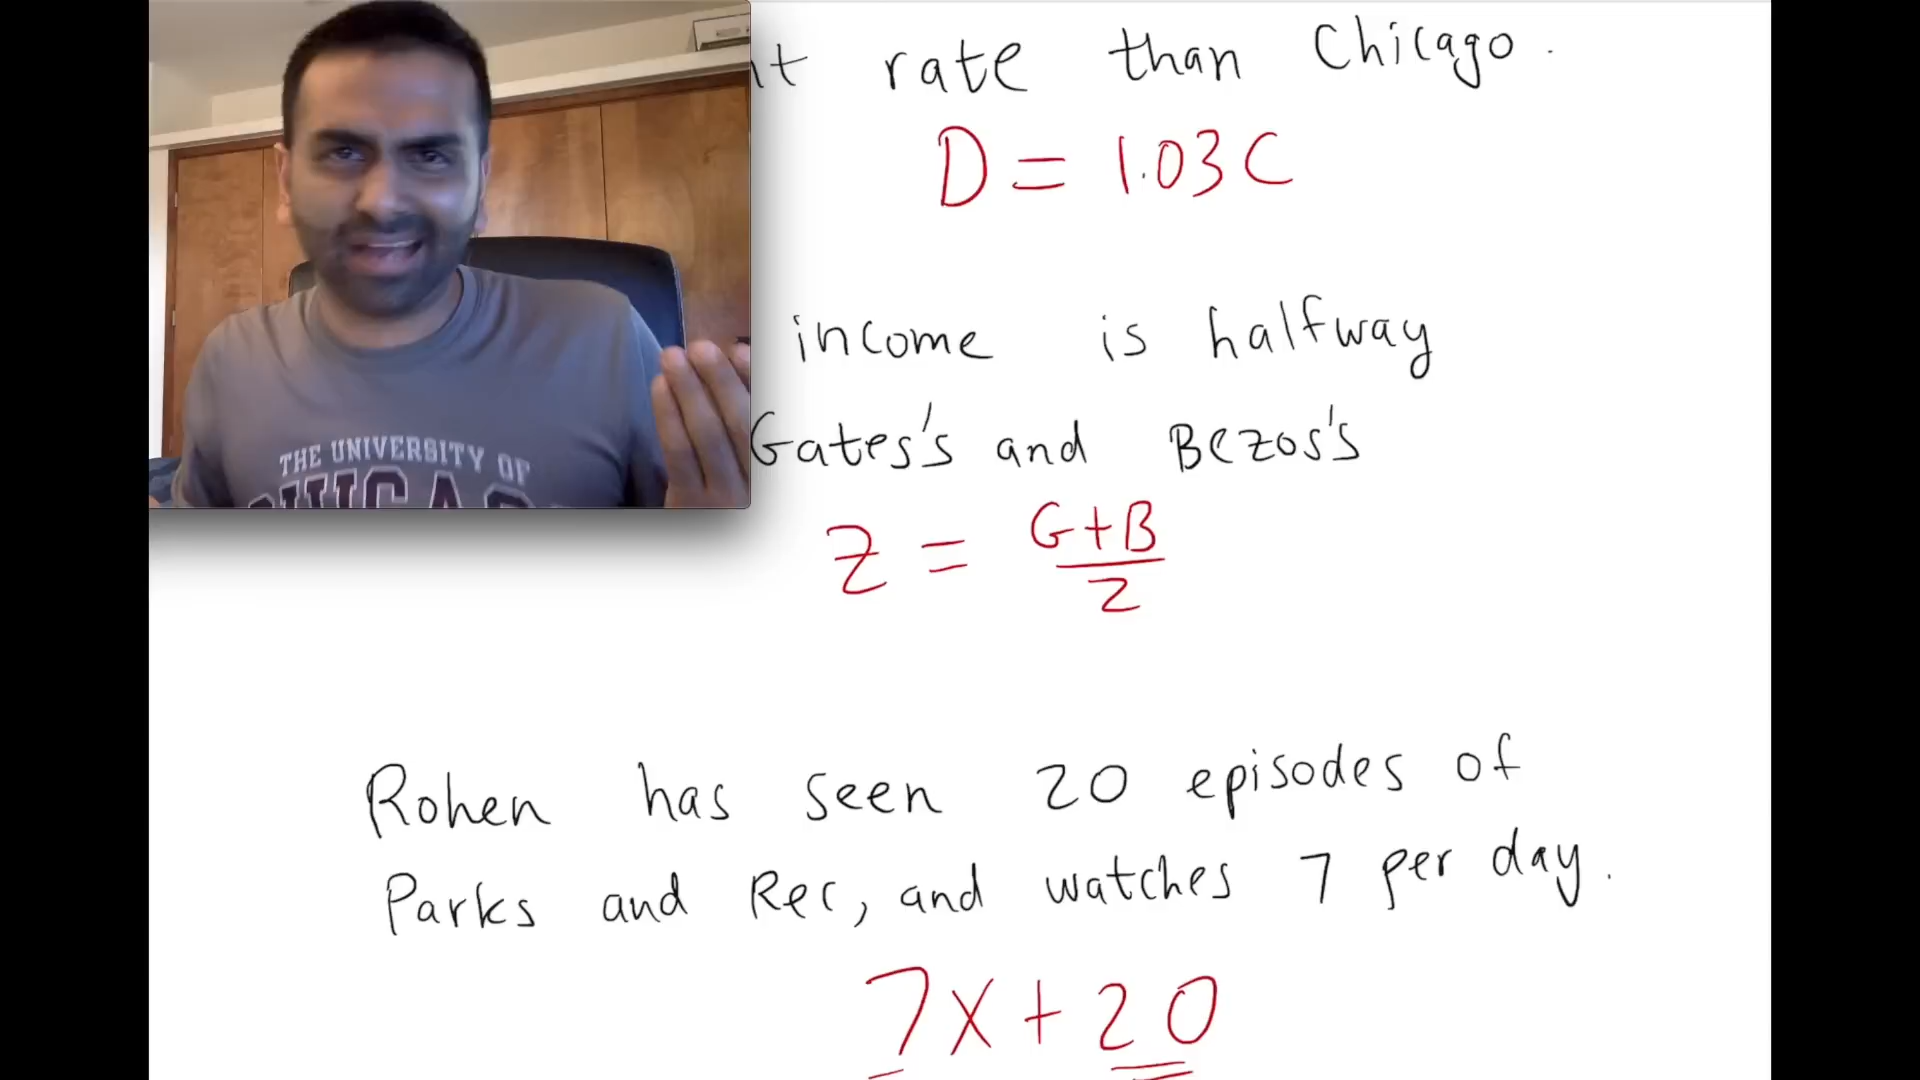 rate than Chicago.
D = 1.03C
income is halfway
Gates's and Bezos's
Z = G+B
2
Rohen has seen 20 episodes of
Parks and Rec, and watches 7 per day.
7x + 20
THE UNIVERSITY OF